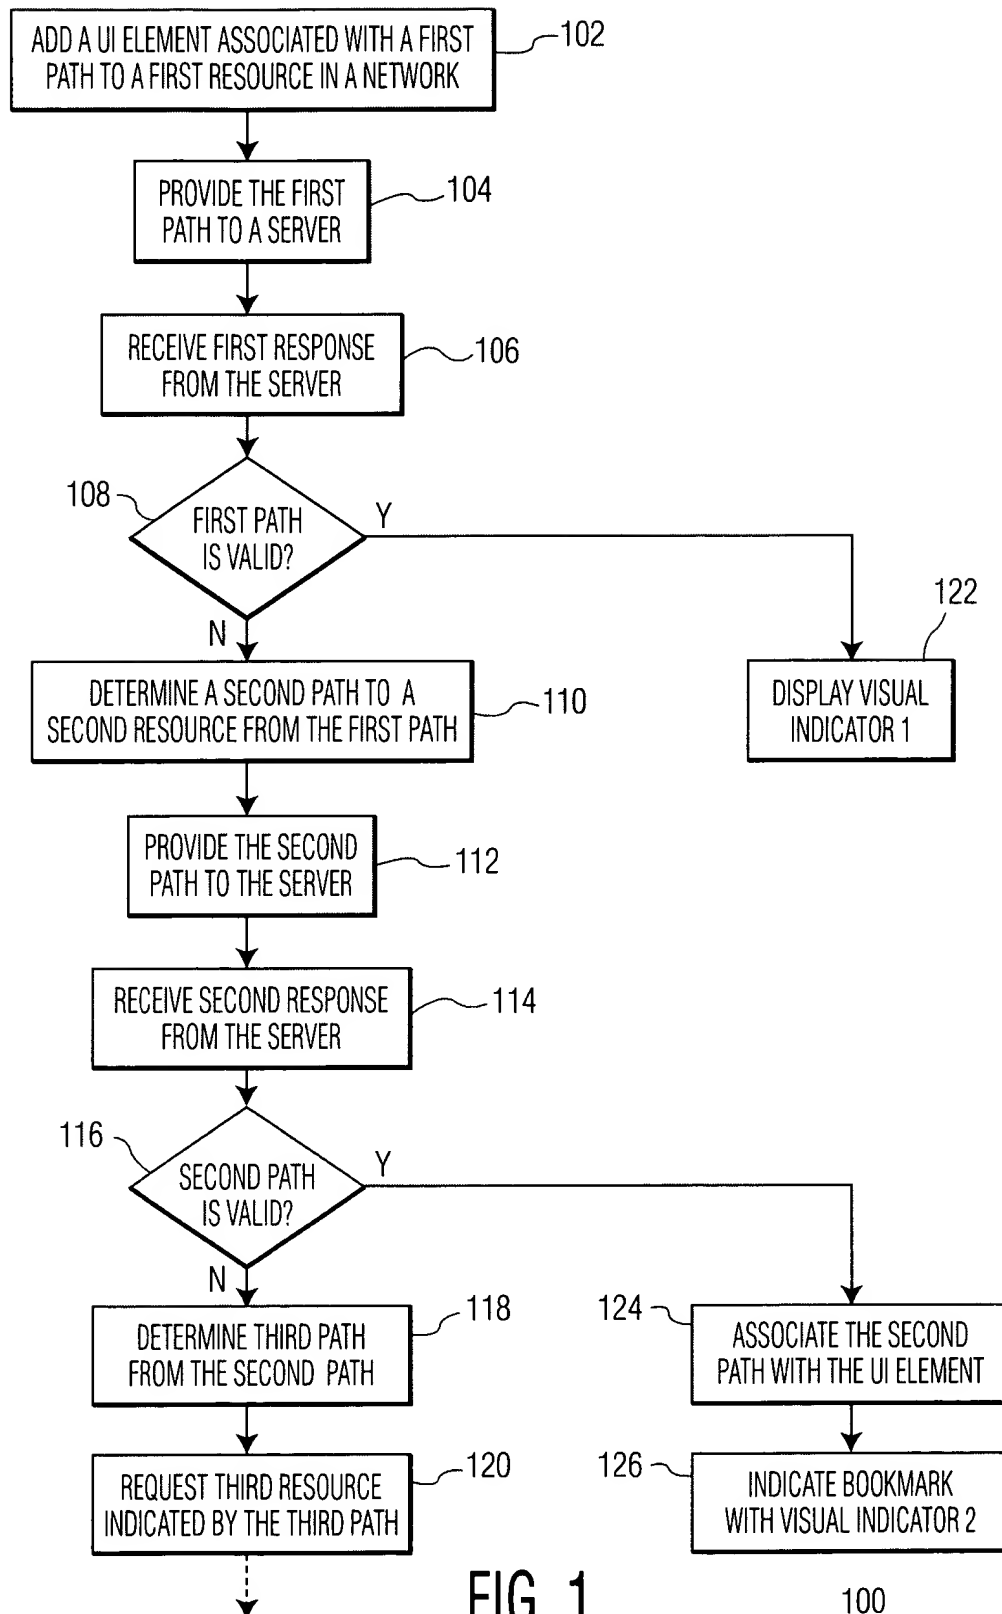 ADD A UI ELEMENT ASSOCIATED WITH A FIRST
PATH TO A FIRST RESOURCE IN A NETWORK
102
PROVIDE THE FIRST
PATH TO A SERVER
104
RECEIVE FIRST RESPONSE
FROM THE SERVER
106
108
FIRST PATH
IS VALID?
Y
N
122
DISPLAY VISUAL
INDICATOR 1
DETERMINE A SECOND PATH TO A
SECOND RESOURCE FROM THE FIRST PATH
110
PROVIDE THE SECOND
PATH TO THE SERVER
112
RECEIVE SECOND RESPONSE
FROM THE SERVER
114
116
SECOND PATH
IS VALID?
Y
N
DETERMINE THIRD PATH
FROM THE SECOND PATH
118
124
ASSOCIATE THE SECOND
PATH WITH THE UI ELEMENT
REQUEST THIRD RESOURCE
INDICATED BY THE THIRD PATH
120
126
INDICATE BOOKMARK
WITH VISUAL INDICATOR 2
FIG. 1
100